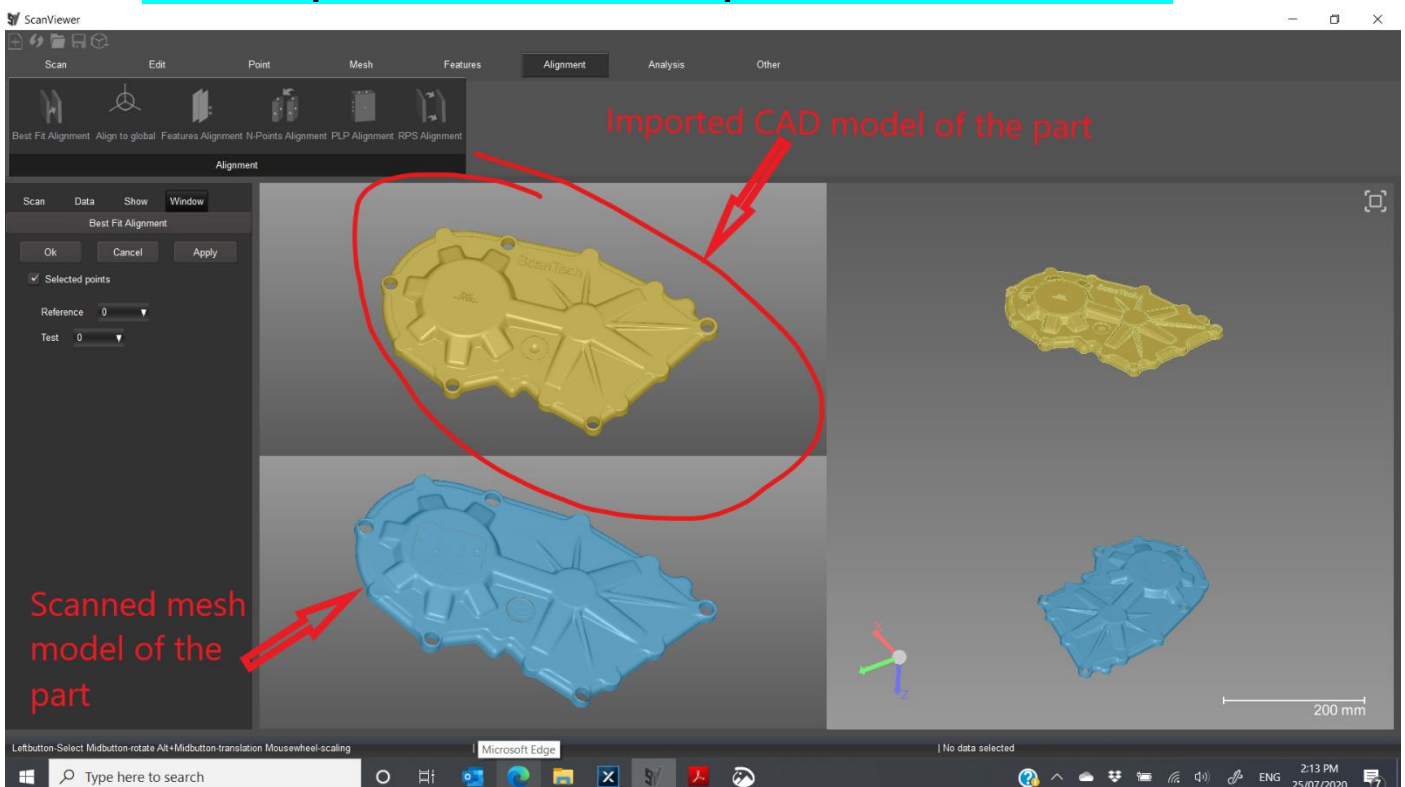 ScanViewer
Scan Edit Point Mesh Features Alignment Analysis Other
Best Fit Alignment Align to global Features Alignment N-Points Alignment PLP Alignment RPS Alignment
Alignment
Imported CAD model of the part
Scan Data Show Window
Best Fit Alignment
Ok Cancel Apply
Selected points
Reference 0
Test 0
ScanTech
Scanned mesh
model of the
part
X
Z
200 mm
Leftbutton-Select Midbutton-rotate Alt+Midbutton-translation Mousewheel-scaling
Microsoft Edge
| No data selected
Type here to search
ENG
2:13 PM
25/07/2020